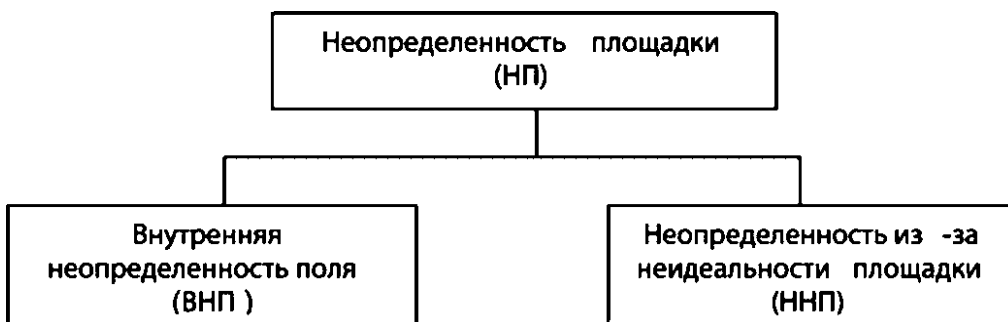 Неопределенность площадки
(НП)
Внутренняя
неопределенность поля
(ВНП )
Неопределенность из -за
неидеальности площадки
(ННП)